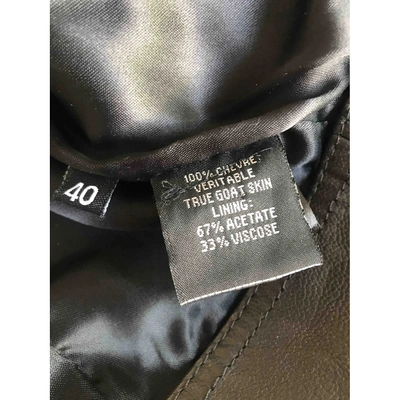 40
100% CHEVRE
VERITABLE
TRUE GOAT SKIN
LINING:
67% ACETATE
33% VISCOSE